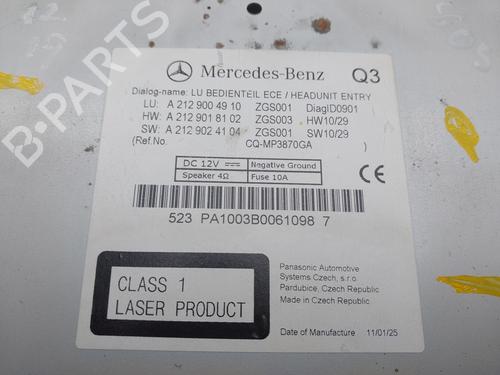 B-PARTS
Mercedes-Benz Q3
Dialog-name: LU BEDIENTEIL ECE / HEADUNIT ENTRY
LU: A 212 900 49 10 ZGS001 DiagID0901
HW: A 212 901 81 02 ZGS003 HW10/29
SW: A 212 902 41 04 ZGS001 SW10/29
(Ref.No. CQ-MP3870GA )
DC 12V Negative Ground
Speaker 4Ω Fuse 10A
CE
523 PA1003B0061098 7
CLASS 1
LASER PRODUCT
Panasonic Automotive
Systems Czech, s.r.o.
Pardubice, Czech Republic
Made in Czech Republic
Date of Manufacture 11/01/25